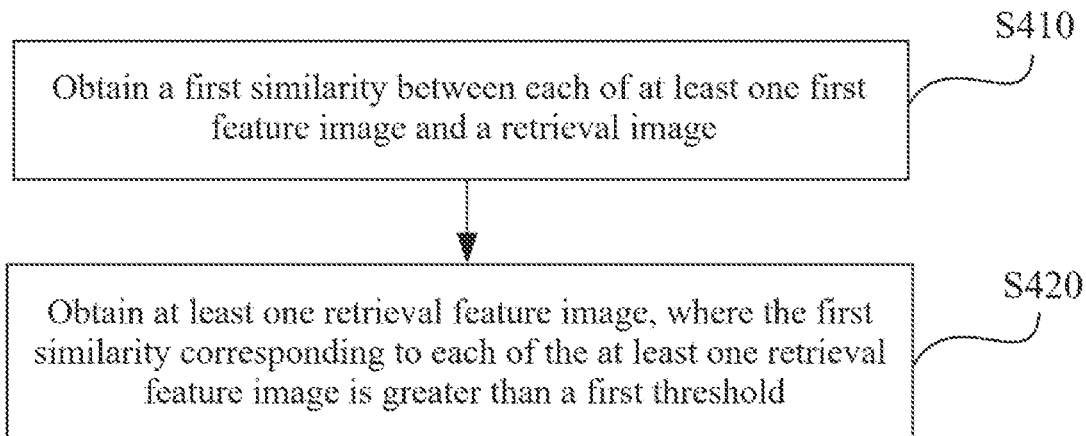 S410
Obtain a first similarity between each of at least one first
feature image and a retrieval image
S420
Obtain at least one retrieval feature image, where the first
similarity corresponding to each of the at least one retrieval
feature image is greater than a first threshold